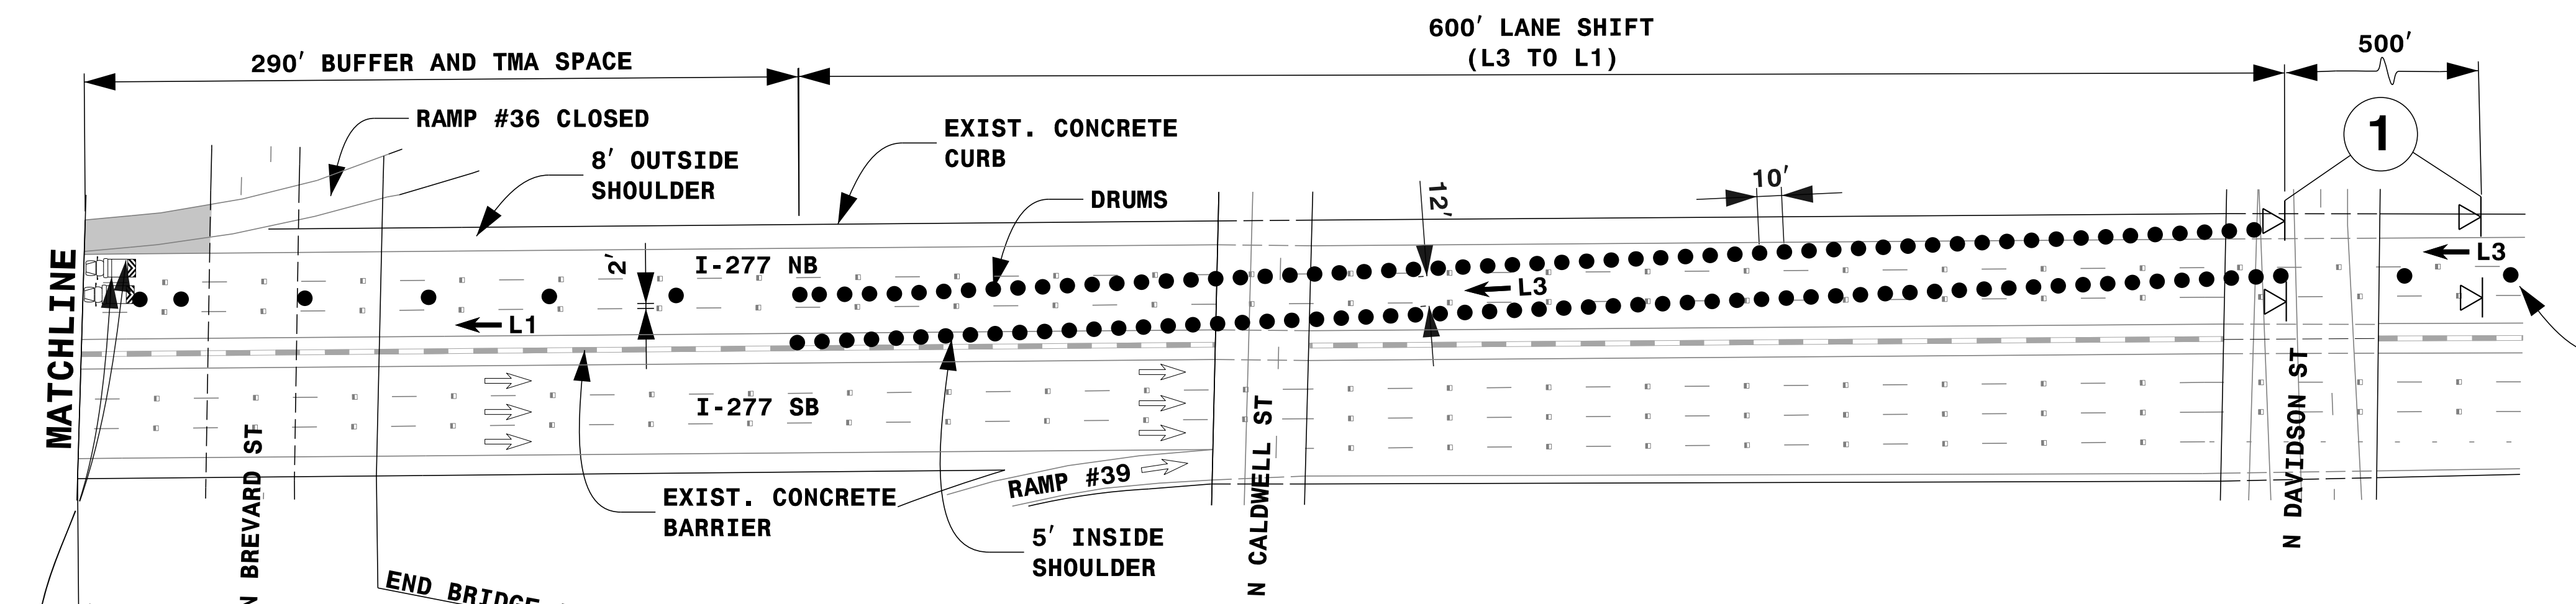 600′ LANE SHIFT
(L3 TO L1)
500′
290′ BUFFER AND TMA SPACE
RAMP #36 CLOSED
EXIST. CONCRETE
CURB
1
8′ OUTSIDE
SHOULDER
DRUMS
12′
10′
MATCHLINE
2′
I-277 NB
L3
L3
L1
I-277 SB
N BREVARD ST
EXIST. CONCRETE
BARRIER
RAMP #39
5′ INSIDE
SHOULDER
N CALDWELL ST
N DAVIDSON ST
END BRIDGE